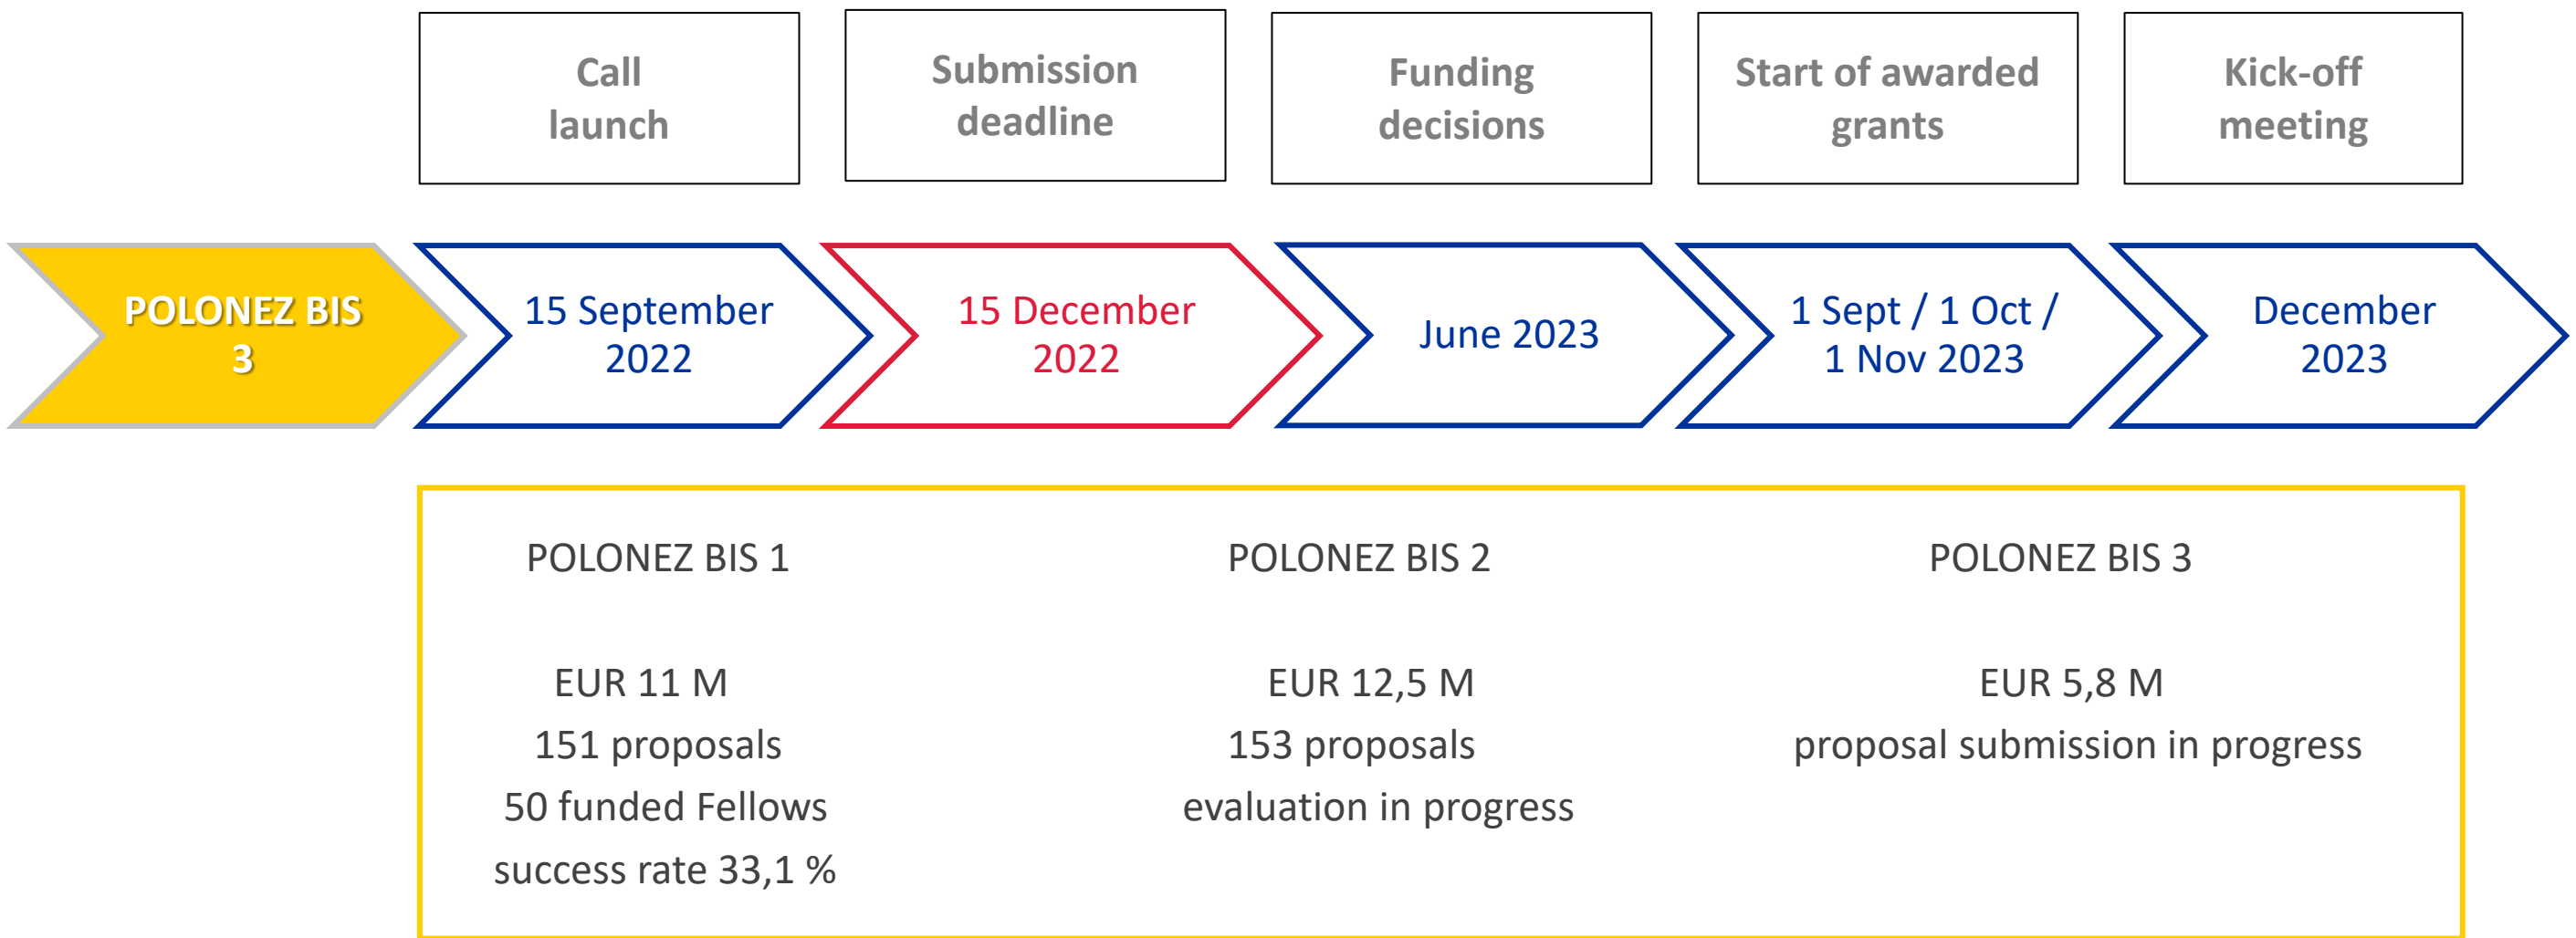 Call
launch
Submission
deadline
Funding
decisions
Start of awarded
grants
Kick-off
meeting
POLONEZ BIS
3
15 September
2022
15 December
2022
June 2023
1 Sept / 1 Oct /
1 Nov 2023
December
2023
POLONEZ BIS 1
EUR 11 M
151 proposals
50 funded Fellows
success rate 33,1 %
POLONEZ BIS 2
EUR 12,5 M
153 proposals
evaluation in progress
POLONEZ BIS 3
EUR 5,8 M
proposal submission in progress